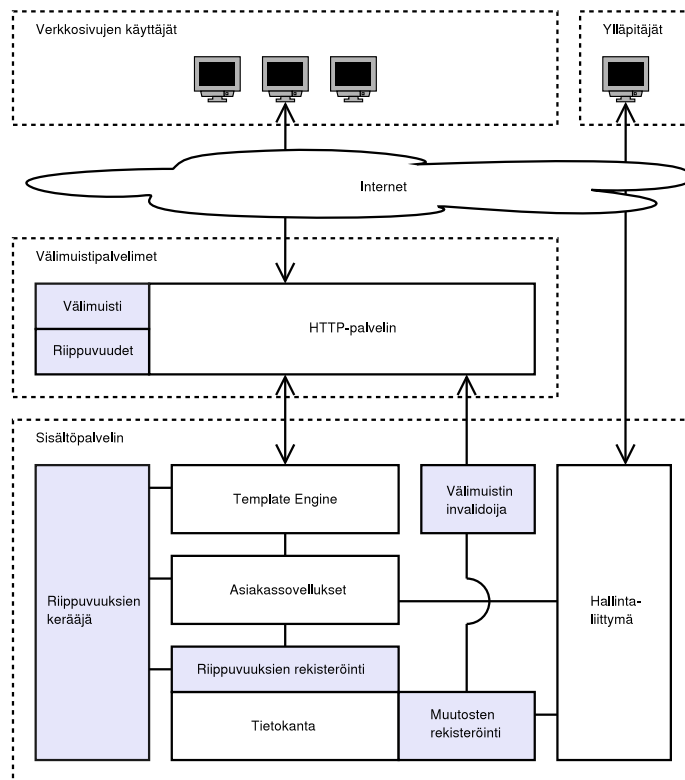 Verkkosivujen käyttäjät
Ylläpitäjät
Internet
Välimuistipalvelimet
Välimuisti
HTTP-palvelin
Riippuvuudet
Sisältöpalvelin
Template Engine
Välimuistin
invalidoija
Riippuvuuksien
kerääjä
Asiakassovellukset
Hallinta-
liittymä
Riippuvuuksien rekisteröinti
Tietokanta
Muutosten
rekisteröinti